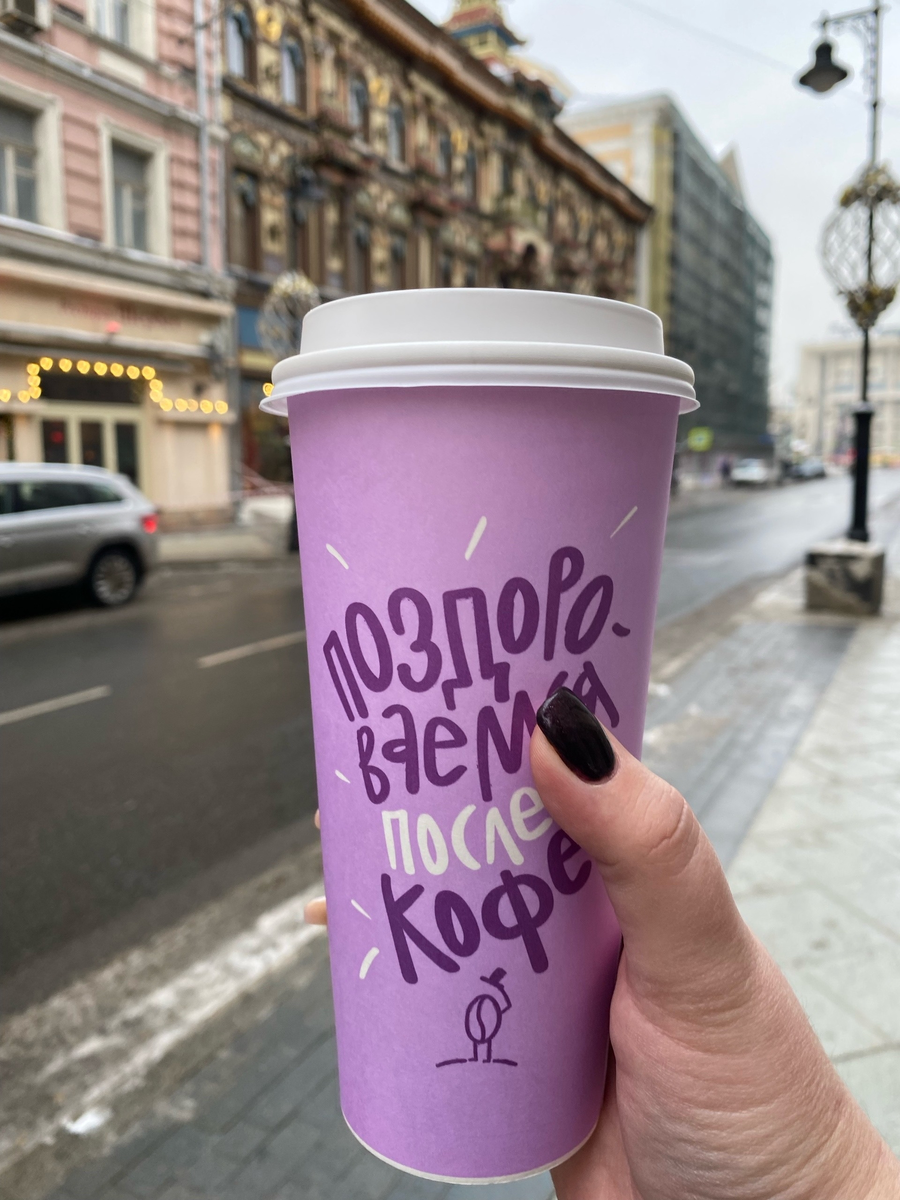 поздоро-
ваемся
после
кофе